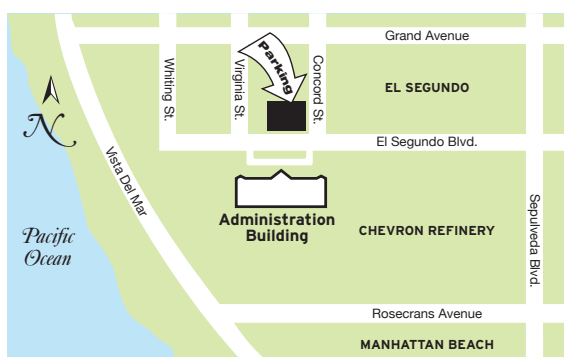 Grand Avenue
Parking
Whiting St.
Virginia St.
Concord St.
EL SEGUNDO
N
El Segundo Blvd.
Vista Del Mar
Administration
Building
CHEVRON REFINERY
Sepulveda Blvd.
Pacific
Ocean
Rosecrans Avenue
MANHATTAN BEACH